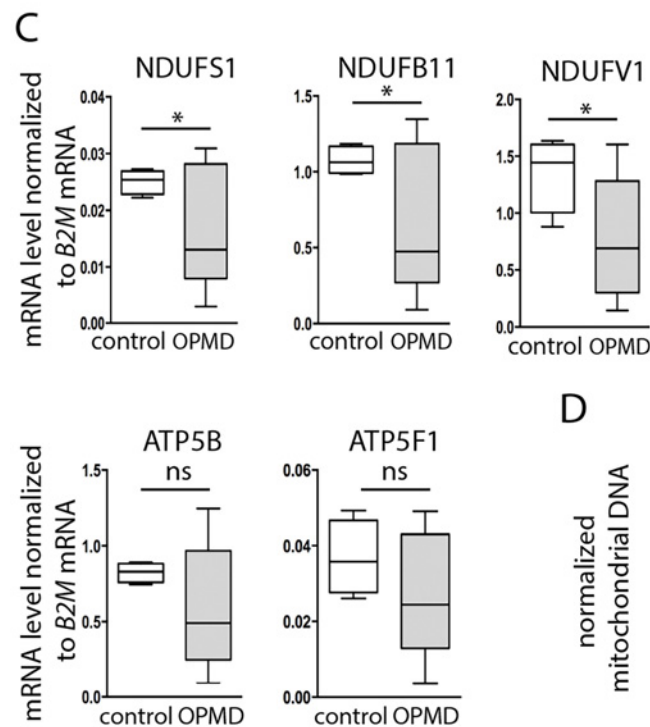 C
NDUFS1
NDUFB11
NDUFV1
mRNA level normalized
to B2M mRNA
0.04
0.03
0.02
0.01
0.00
*
control OPMD
1.5
1.0
0.5
0.0
*
control OPMD
2.0
1.5
1.0
0.5
0.0
*
control OPMD
ATP5B
ATP5F1
mRNA level normalized
to B2M mRNA
1.5
1.0
0.5
0.0
ns
control OPMD
0.06
0.04
0.02
0.00
ns
control OPMD
D
normalized
mitochondrial DNA